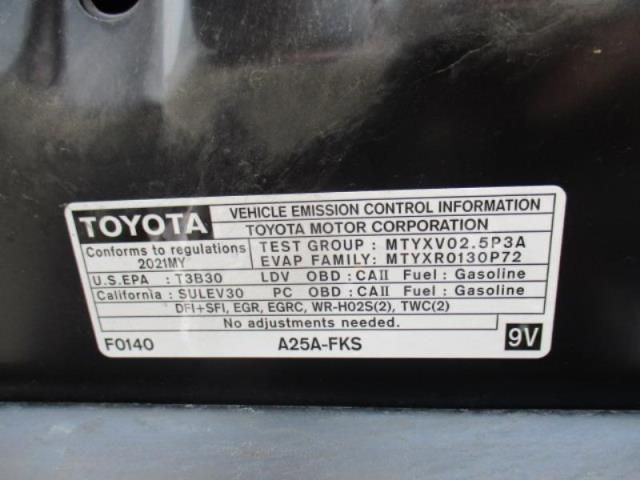 TOYOTA
VEHICLE EMISSION CONTROL INFORMATION
TOYOTA MOTOR CORPORATION
Conforms to regulations
2021MY
TEST GROUP : MTYXV02.5P3A
EVAP FAMILY: MTYXR0130P72
U.S.EPA : T3B30 LDV OBD : CAII Fuel : Gasoline
California : SULEV30 PC OBD : CAII Fuel : Gasoline
DFI+SFI, EGR, EGRC, WR-HO2S(2), TWC(2)
No adjustments needed.
F0140 A25A-FKS 9V